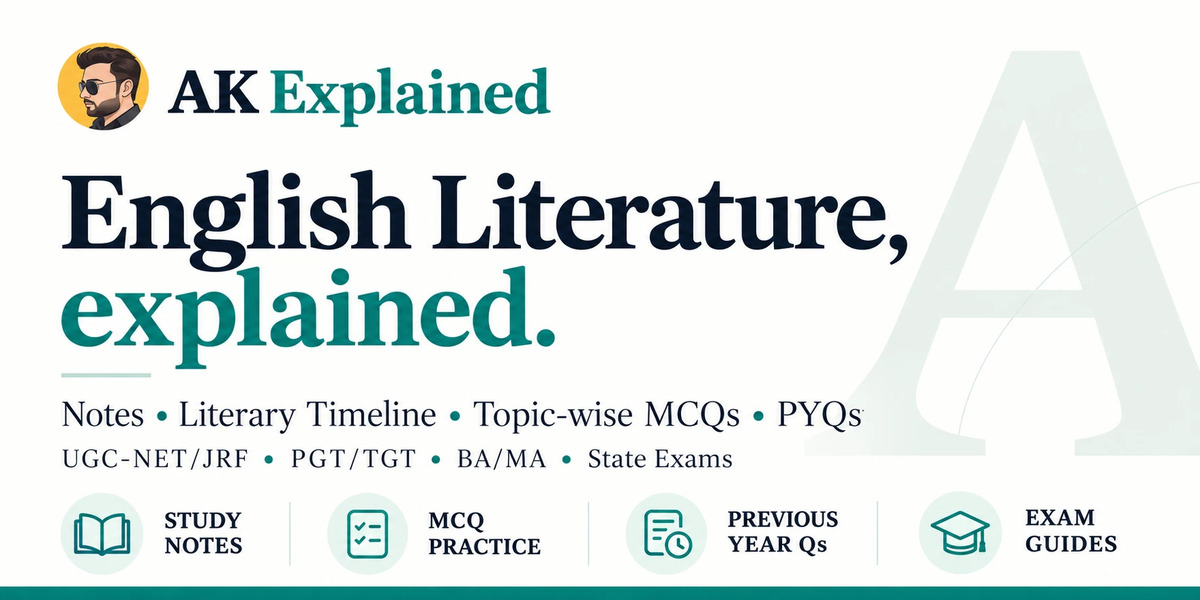 AK Explained
English Literature,
explained.
Notes • Literary Timeline • Topic-wise MCQs • PYQs
UGC-NET/JRF • PGT/TGT • BA/MA • State Exams
STUDY
NOTES
MCQ
PRACTICE
PREVIOUS
YEAR Qs
EXAM
GUIDES
A